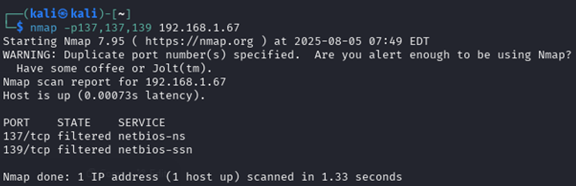 ┌──(kali㉿kali)-[~]
└─$ nmap -p137,137,139 192.168.1.67
Starting Nmap 7.95 ( https://nmap.org ) at 2025-08-05 07:49 EDT
WARNING: Duplicate port number(s) specified.  Are you alert enough to be using Nmap?
  Have some coffee or Jolt(tm).
Nmap scan report for 192.168.1.67
Host is up (0.00073s latency).

PORT    STATE    SERVICE
137/tcp filtered netbios-ns
139/tcp filtered netbios-ssn

Nmap done: 1 IP address (1 host up) scanned in 1.33 seconds